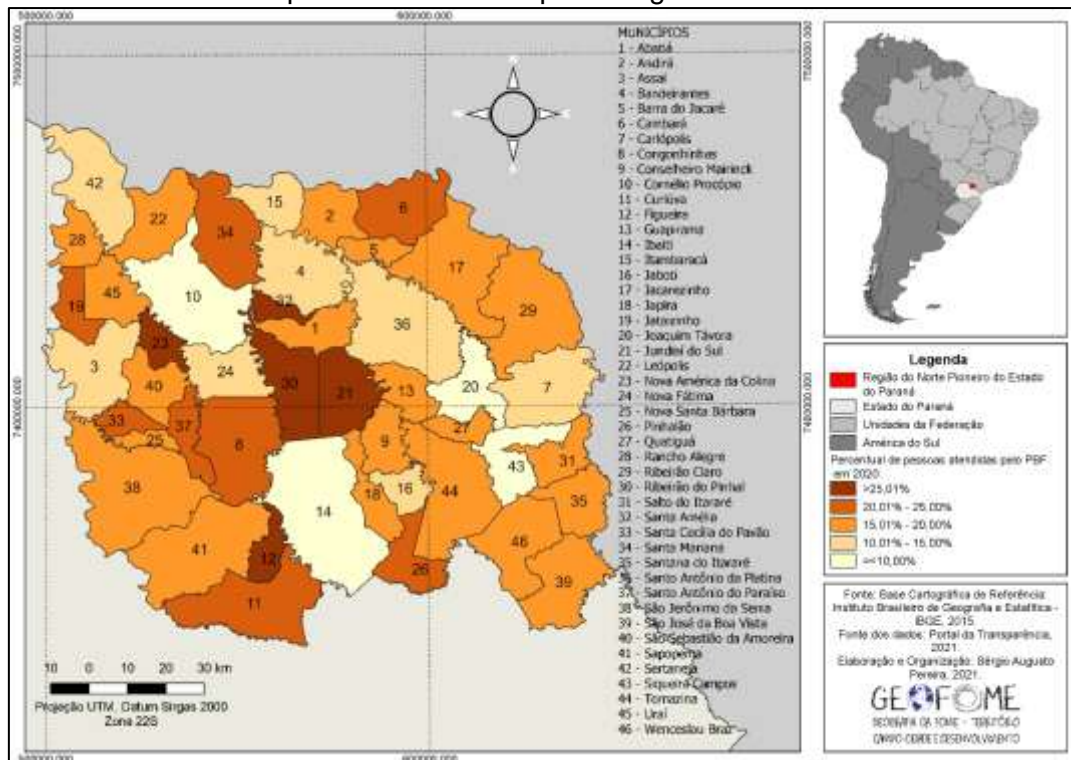 MUNICÍPIOS
1 - Abatiá
2 - Andirá
3 - Assaí
4 - Bandeirantes
5 - Barra do Jacaré
6 - Cambará
7 - Carlópolis
8 - Congonhinhas
9 - Conselheiro Mairinck
10 - Cornélio Procópio
11 - Curiúva
12 - Figueira
13 - Guapirama
14 - Ibaiti
15 - Itambaracá
16 - Jaboti
17 - Jacarezinho
18 - Japira
19 - Jataizinho
20 - Joaquim Távora
21 - Jundiaí do Sul
22 - Leópolis
23 - Nova América da Colina
24 - Nova Fátima
25 - Nova Santa Bárbara
26 - Pinhalão
27 - Quatiguá
28 - Rancho Alegre
29 - Ribeirão Claro
30 - Ribeirão do Pinhal
31 - Salto do Itararé
32 - Santa Amélia
33 - Santa Cecília do Pavão
34 - Santa Mariana
35 - Santana do Itararé
36 - Santo Antônio da Platina
37 - Santo Antônio do Paraíso
38 - São Jerônimo da Serra
39 - São José da Boa Vista
40 - São Sebastião da Amoreira
41 - Sapopema
42 - Sertaneja
43 - Siqueira Campos
44 - Tomazina
45 - Uraí
46 - Wenceslau Braz
42
22
34
15
2
6
28
5
17
45
10
4
19
32
29
23
1
36
3
24
20
7
40
30
21
13
33
37
27
25
8
9
43
31
38
16
18
44
35
14
46
41
12
26
39
11
10 0 10 20 30 km
Projeção UTM, Datum Sirgas 2000
Zona 22S
Legenda
Região do Norte Pioneiro do Estado
do Paraná
Estado do Paraná
Unidades da Federação
América do Sul
Percentual de pessoas atendidas pelo PBF
em 2020
>25,01%
20,01% - 25,00%
15,01% - 20,00%
10,01% - 15,00%
=<10,00%
Fonte: Base Cartográfica de Referência:
Instituto Brasileiro de Geografia e Estatítica -
IBGE, 2015
Fonte dos dados: Portal da Transparência,
2021
Elaboração e Organização: Sérgio Augusto
Pereira, 2021.
GEOFOME
GEOGRAFIA DA FOME - TERRITÓRIO
CAMPO-CIDADE E DESENVOLVIMENTO